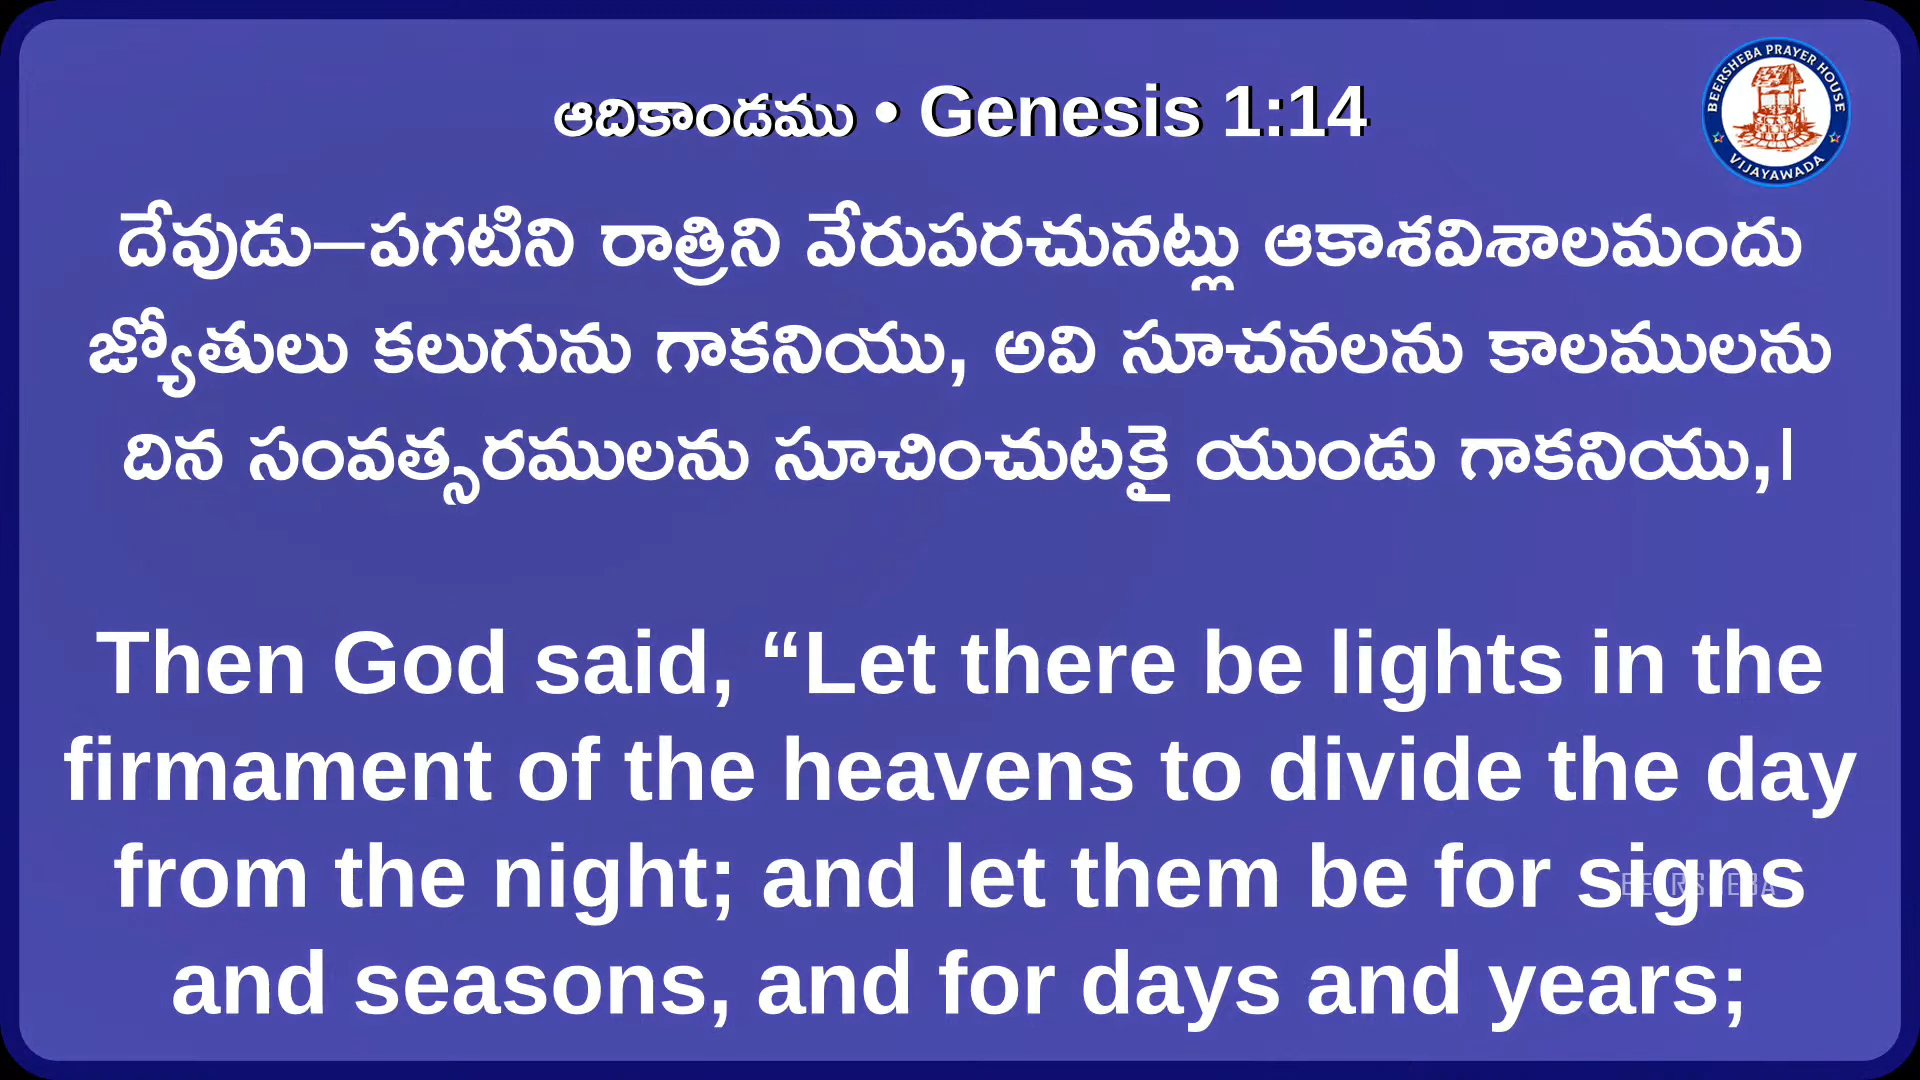 ఆదికాండము • Genesis 1:14
BEERSHEBA PRAYER HOUSE
VIJAYAWADA
దేవుడు–పగటిని రాత్రిని వేరుపరచునట్లు ఆకాశవిశాలమందు
జ్యోతులు కలుగును గాకనియు, అవి సూచనలను కాలములను
దిన సంవత్సరములను సూచించుటకై యుండు గాకనియు,।
Then God said, “Let there be lights in the
firmament of the heavens to divide the day
from the night; and let them be for signs
BEERSHEBA
and seasons, and for days and years;